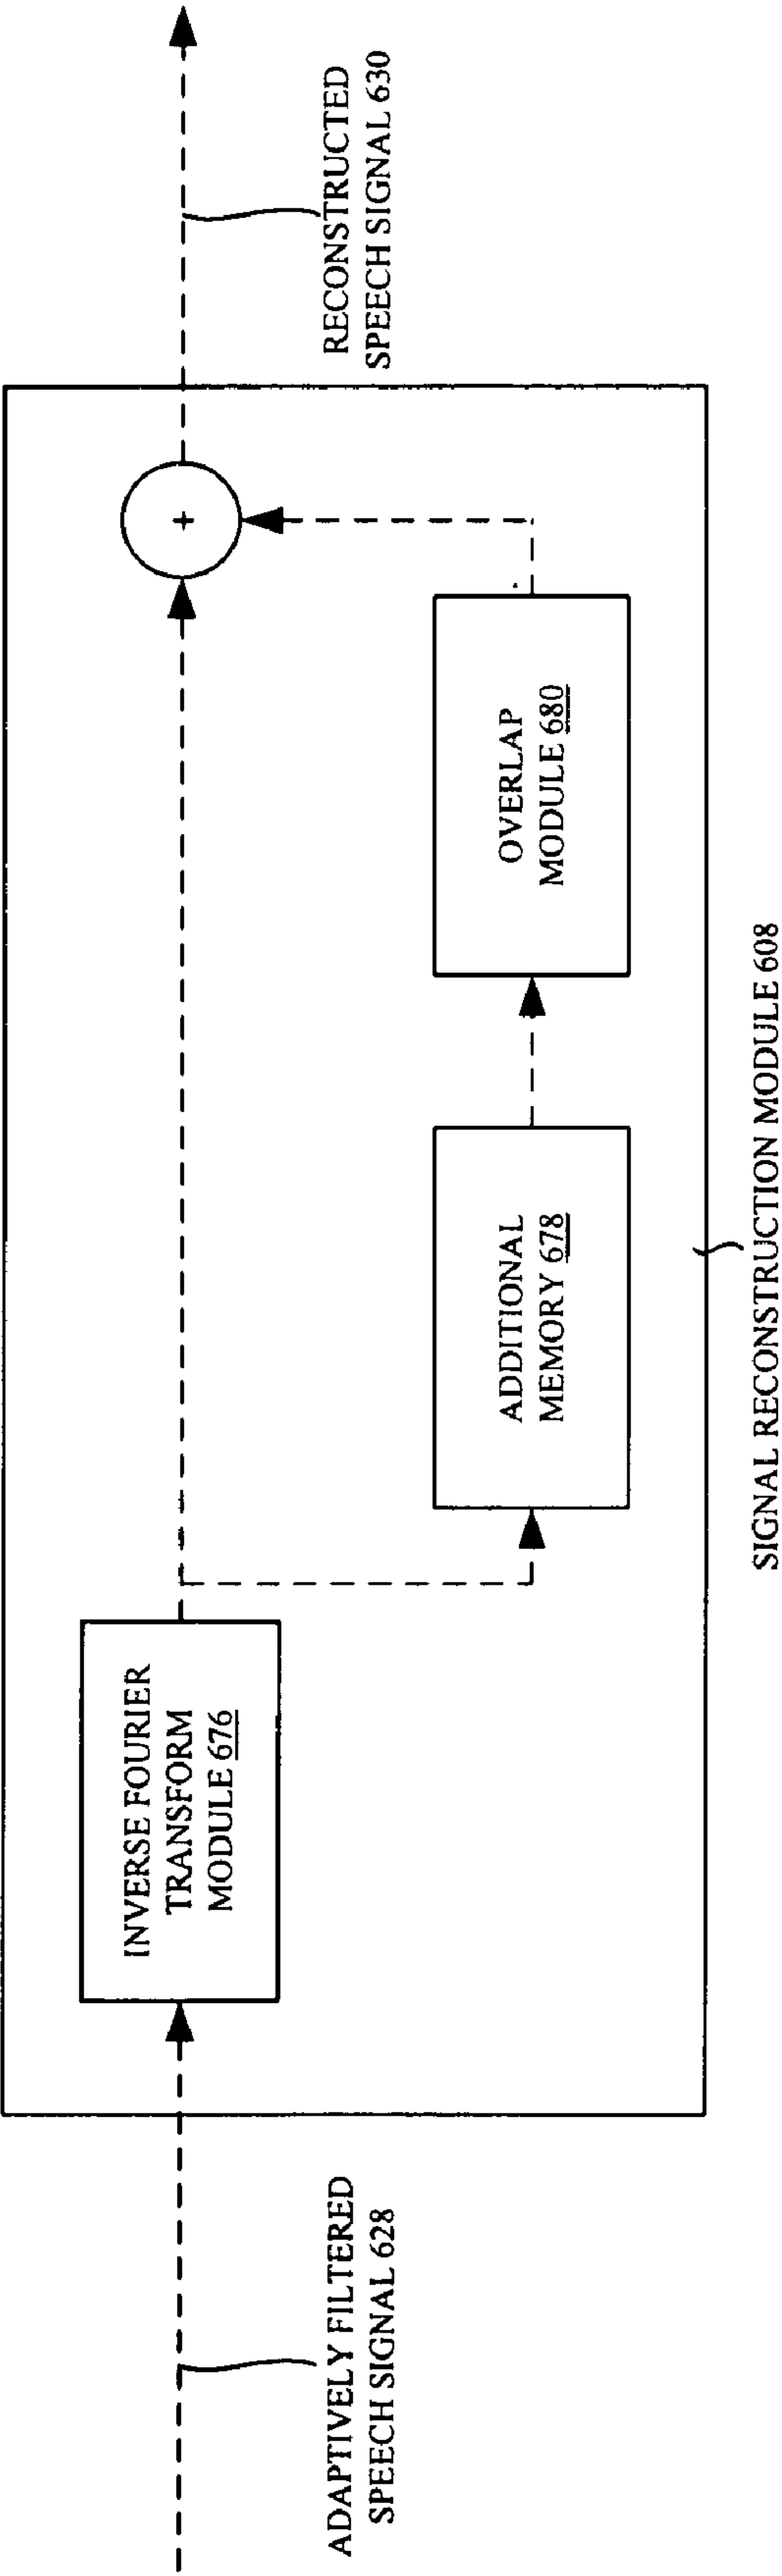 ADAPTIVELY FILTERED
SPEECH SIGNAL 628
INVERSE FOURIER
TRANSFORM
MODULE 676
ADDITIONAL
MEMORY 678
OVERLAP
MODULE 680
+
RECONSTRUCTED
SPEECH SIGNAL 630
SIGNAL RECONSTRUCTION MODULE 608